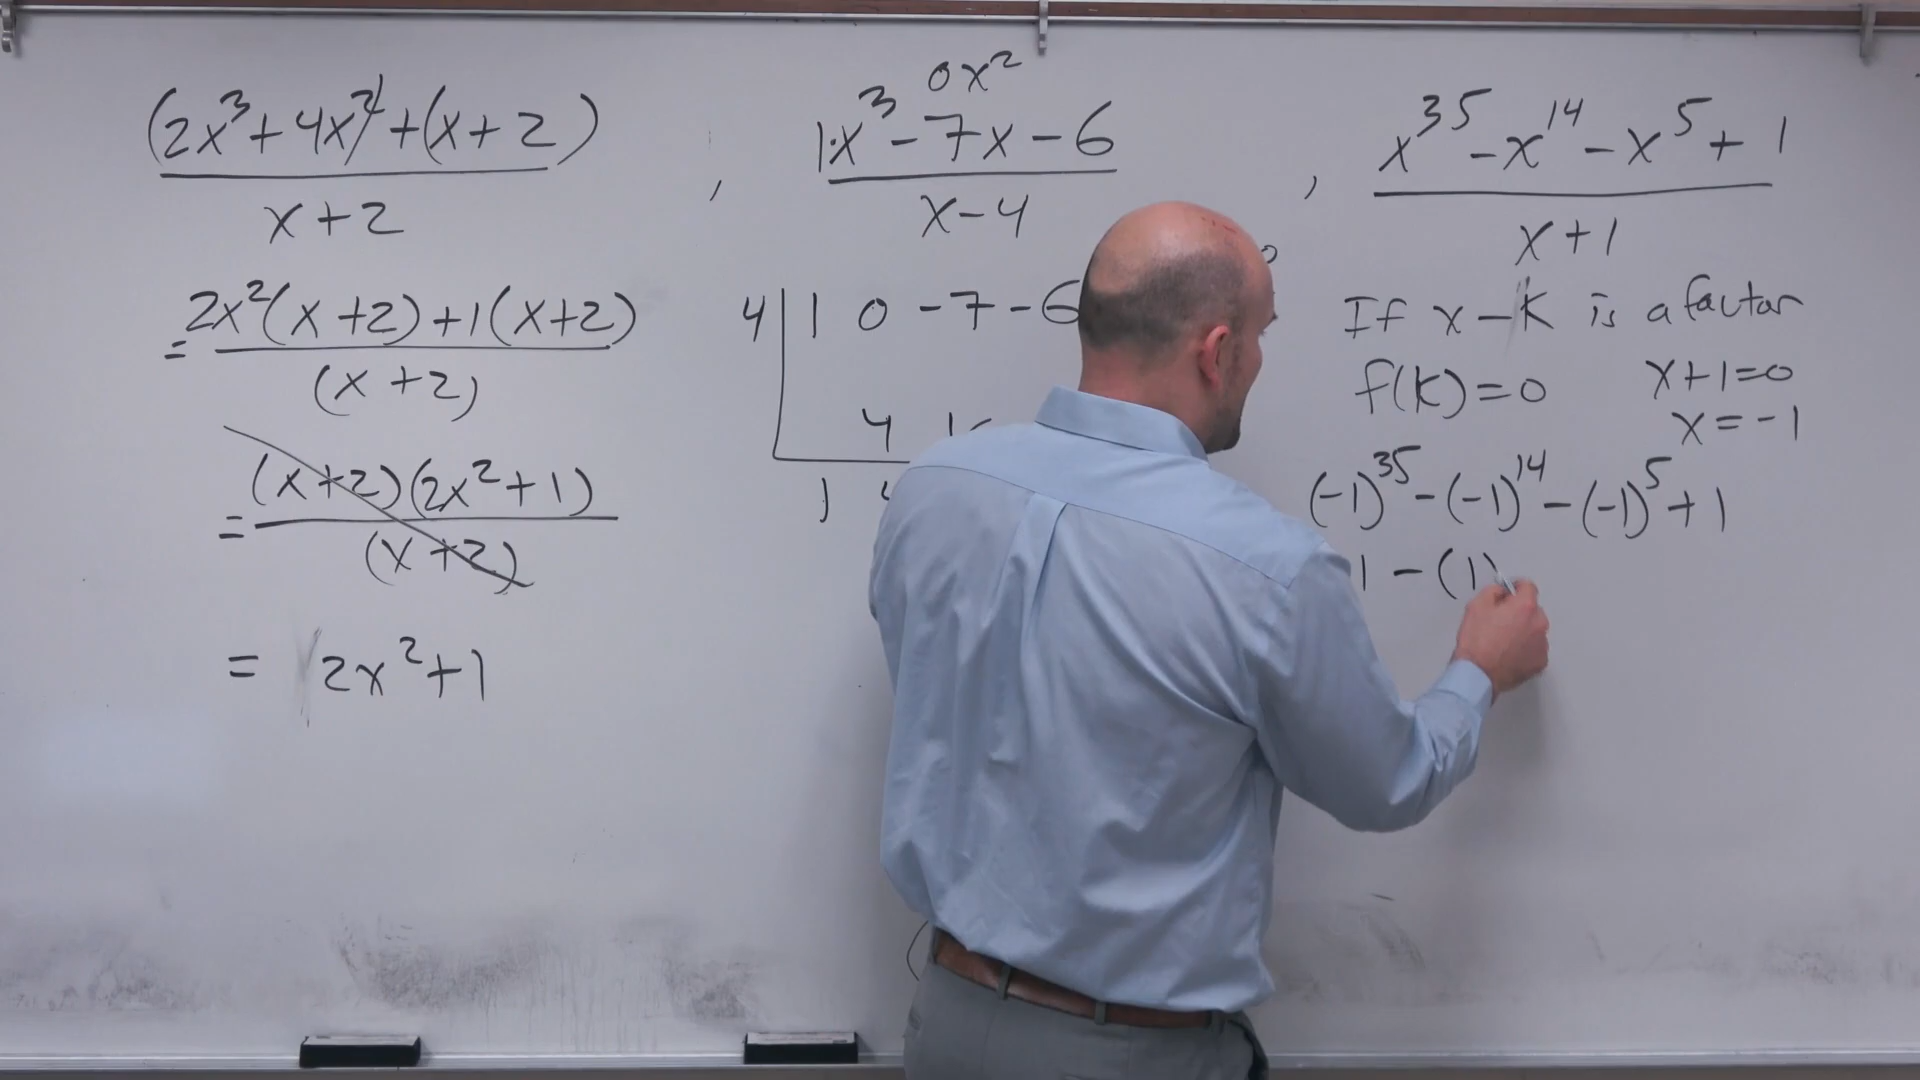 (2x³+4x²)+(x+2)
x+2
= 2x²(x+2)+1(x+2)
(x+2)
= (x+2)(2x²+1)
(x+2)
= 2x²+1
,
0x²
1·x³-7x-6
x-4
4 1 0 -7 -6
4
1
,
x³⁵-x¹⁴-x⁵+1
x+1
If x-k is a factor
f(k)=0 x+1=0
x=-1
(-1)³⁵-(-1)¹⁴-(-1)⁵+1
1-(1)